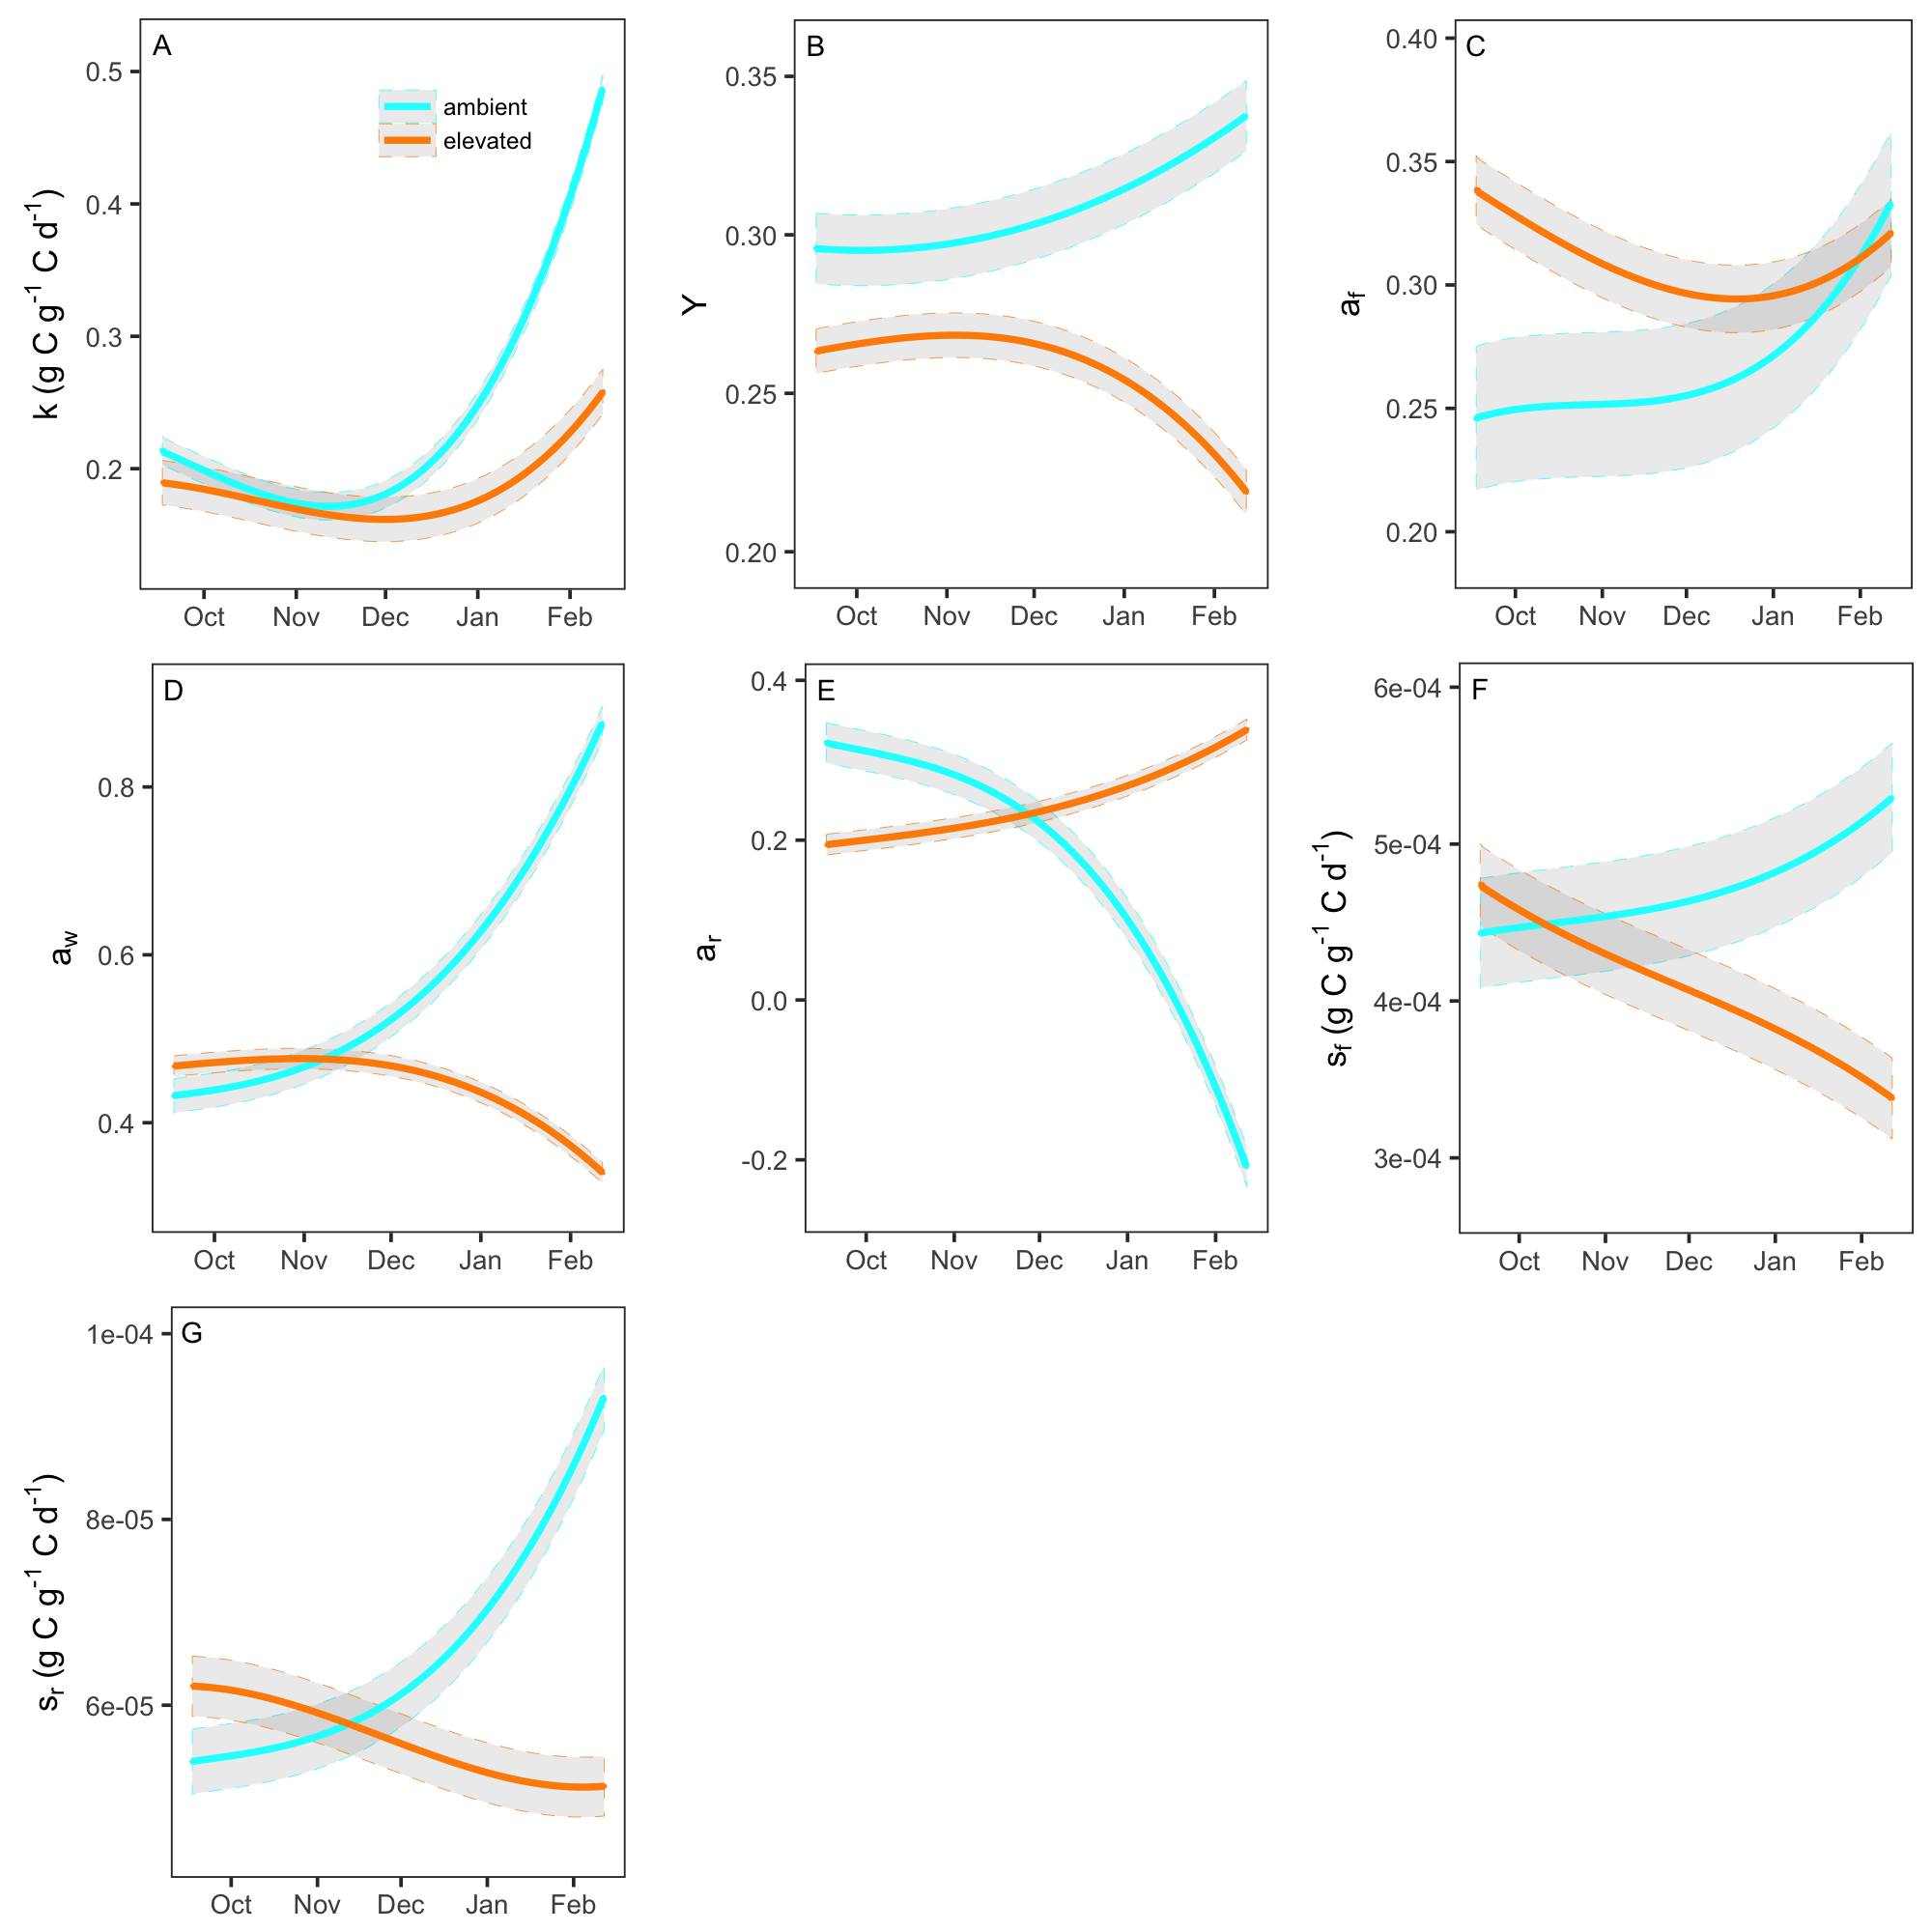 A
0.5
0.4
0.3
0.2
k (g C g⁻¹ C d⁻¹)
ambient
elevated
Oct Nov Dec Jan Feb
B
0.35
0.30
0.25
0.20
Y
Oct Nov Dec Jan Feb
C
0.40
0.35
0.30
0.25
0.20
a_f
Oct Nov Dec Jan Feb
D
0.8
0.6
0.4
a_w
Oct Nov Dec Jan Feb
E
0.4
0.2
0.0
-0.2
a_r
Oct Nov Dec Jan Feb
F
6e-04
5e-04
4e-04
3e-04
s_f (g C g⁻¹ C d⁻¹)
Oct Nov Dec Jan Feb
G
1e-04
8e-05
6e-05
s_r (g C g⁻¹ C d⁻¹)
Oct Nov Dec Jan Feb